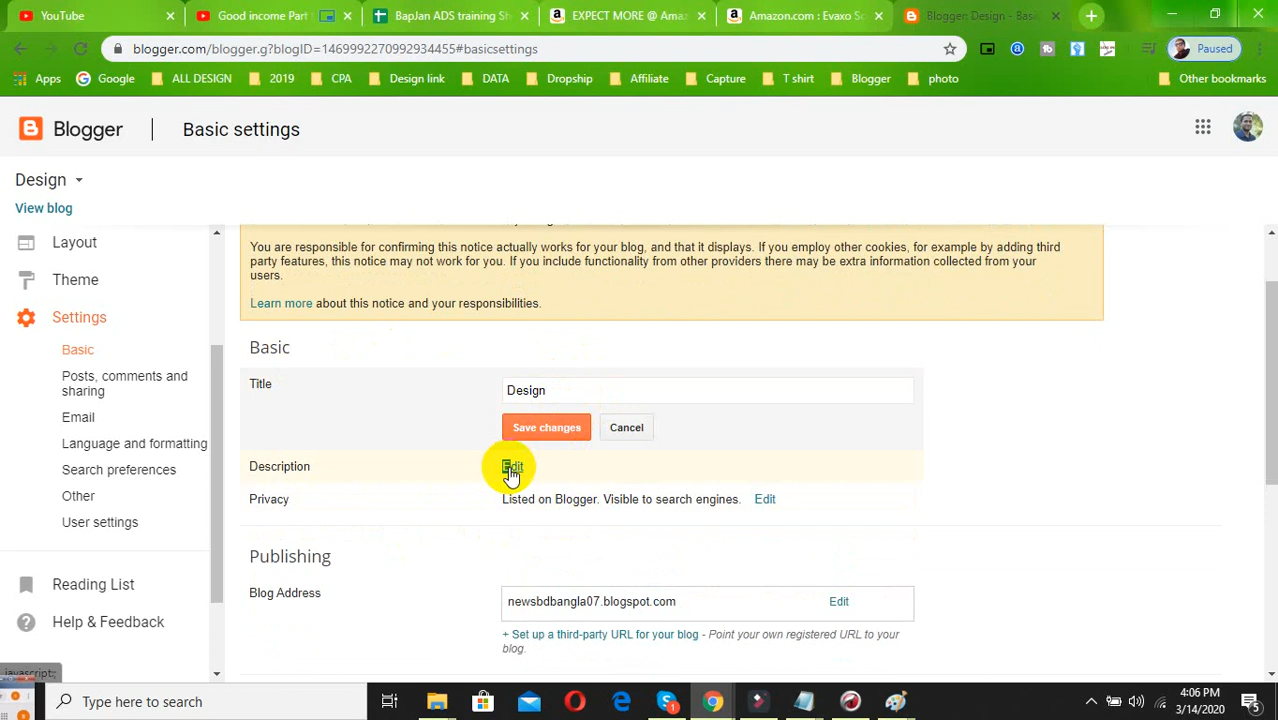 YouTube
Good income Part
BapJan ADS training Sh
EXPECT MORE @ Ama
Amazon.com : Evaxo So
Blogger: Design - Basi
blogger.com/blogger.g?blogID=1469992270992934455#basicsettings
Paused
Apps
Google
ALL DESIGN
2019
CPA
Design link
DATA
Dropship
Affiliate
Capture
T shirt
Blogger
photo
Other bookmarks
Blogger
Basic settings
Design
View blog
Layout
Theme
Settings
Basic
Posts, comments and
sharing
Email
Language and formatting
Search preferences
Other
User settings
Reading List
Help & Feedback
You are responsible for confirming this notice actually works for your blog, and that it displays. If you employ other cookies, for example by adding third
party features, this notice may not work for you. If you include functionality from other providers there may be extra information collected from your
users.
Learn more about this notice and your responsibilities.
Basic
Title
Design
Save changes
Cancel
Description
Edit
Privacy
Listed on Blogger. Visible to search engines. Edit
Publishing
Blog Address
newsbdbangla07.blogspot.com
Edit
+ Set up a third-party URL for your blog - Point your own registered URL to your
blog.
javascript:
Type here to search
4:06 PM
3/14/2020